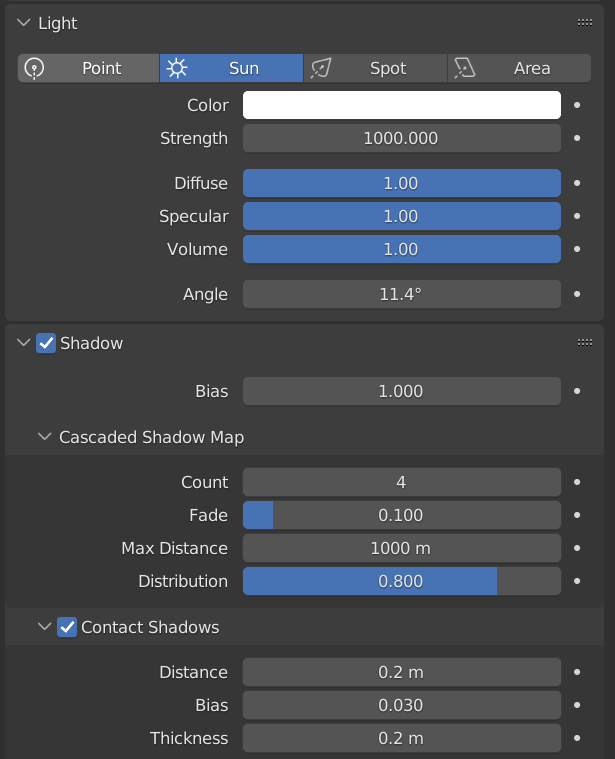 Light
Point Sun Spot Area
Color
Strength 1000.000
Diffuse 1.00
Specular 1.00
Volume 1.00
Angle 11.4°
Shadow
Bias 1.000
Cascaded Shadow Map
Count 4
Fade 0.100
Max Distance 1000 m
Distribution 0.800
Contact Shadows
Distance 0.2 m
Bias 0.030
Thickness 0.2 m